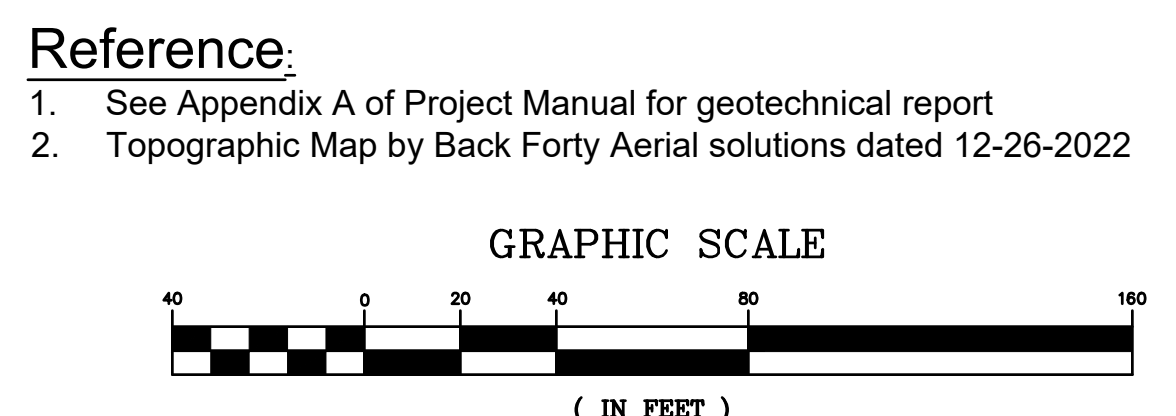 Reference:
1. See Appendix A of Project Manual for geotechnical report
2. Topographic Map by Back Forty Aerial solutions dated 12-26-2022
GRAPHIC SCALE
40 0 20 40 80 160
( IN FEET )